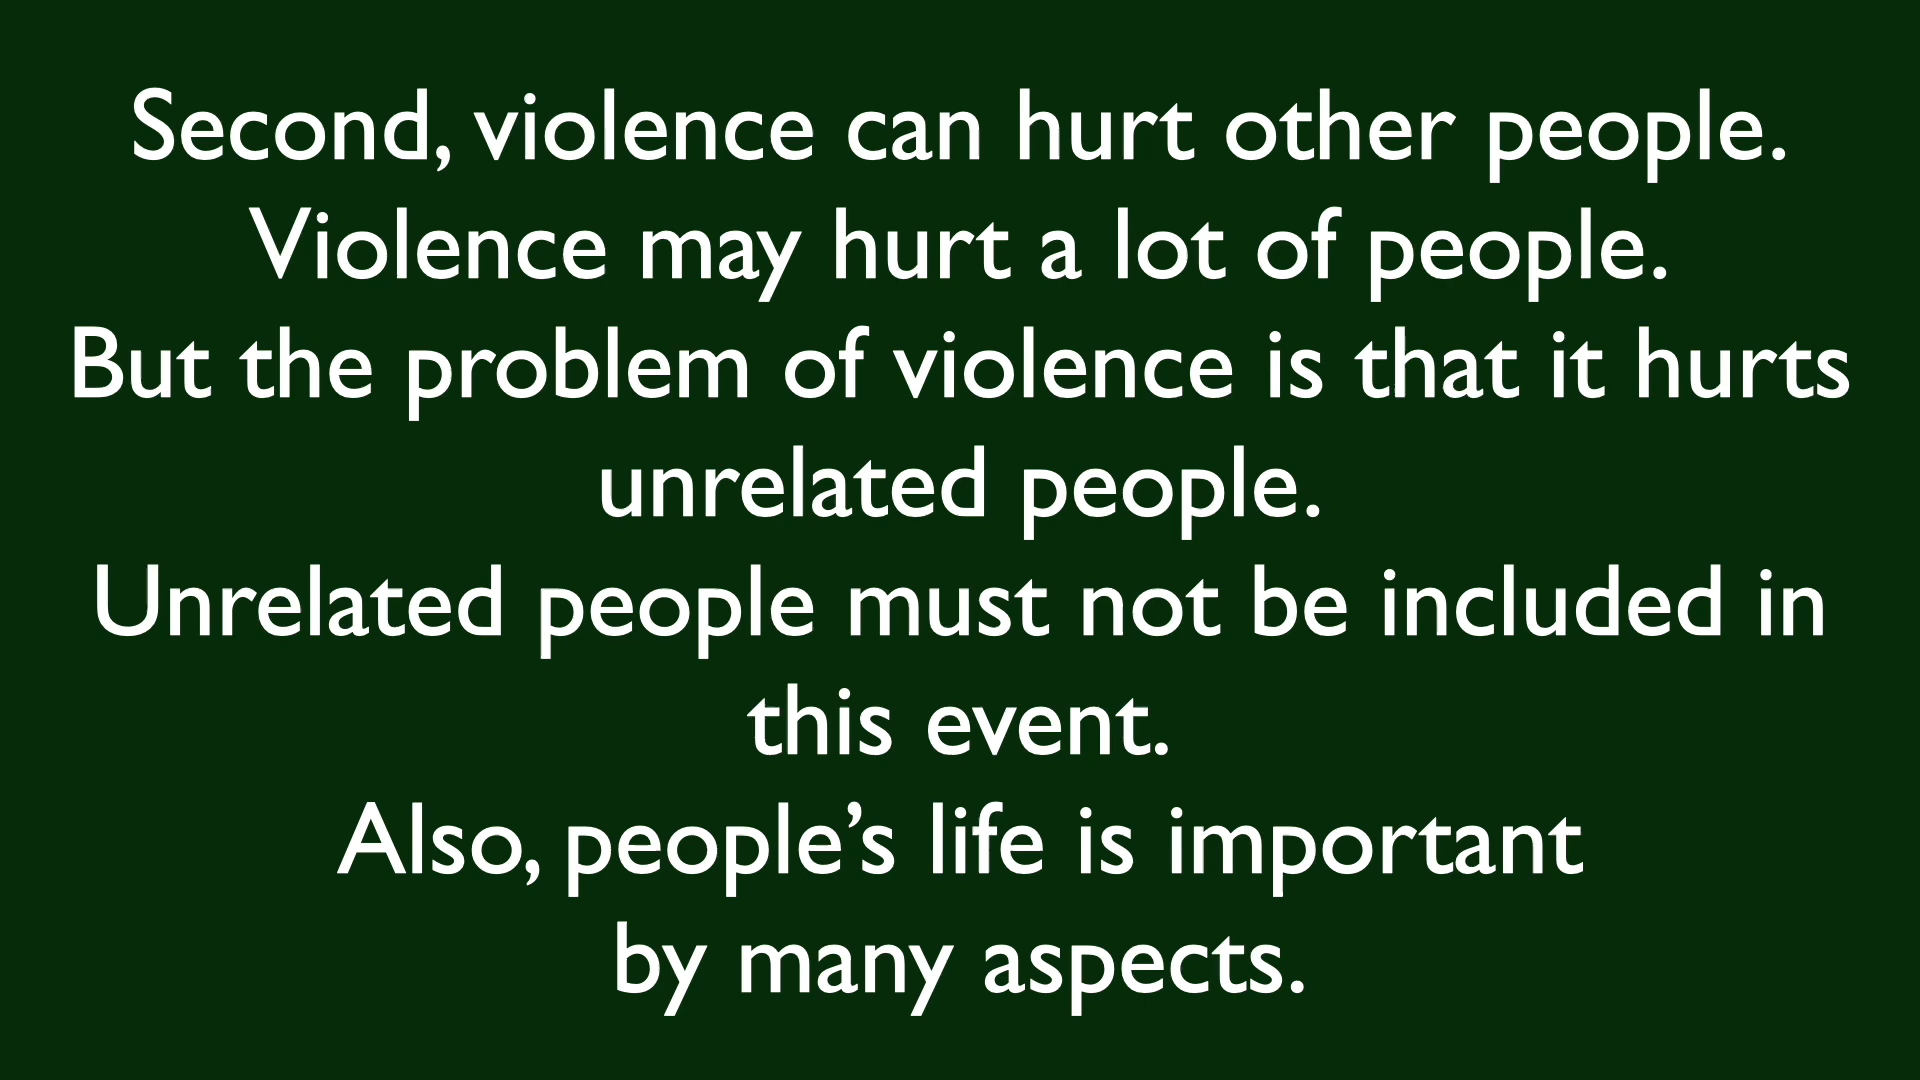 Second, violence can hurt other people.
Violence may hurt a lot of people.
But the problem of violence is that it hurts
unrelated people.
Unrelated people must not be included in
this event.
Also, people’s life is important
by many aspects.